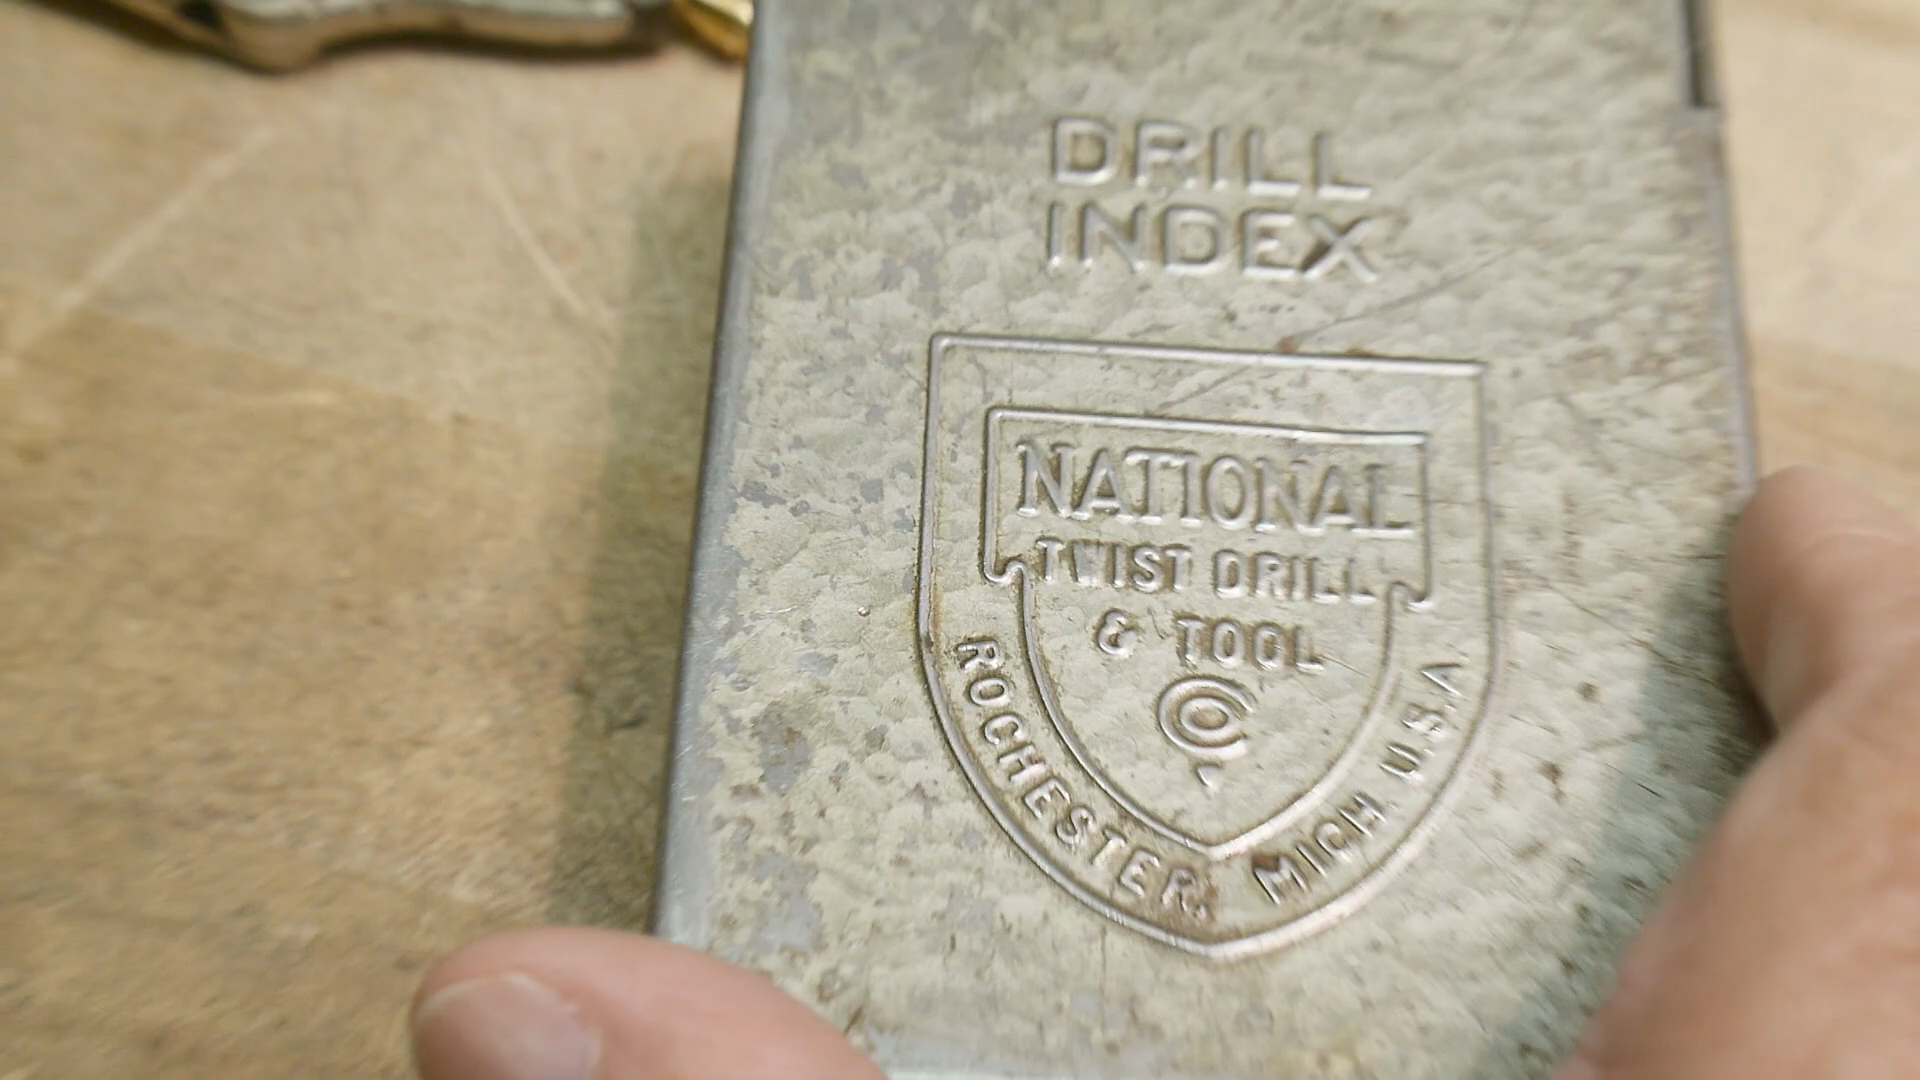 DRILL
INDEX
NATIONAL
TWIST DRILL
& TOOL
ROCHESTER, MICH U.S.A